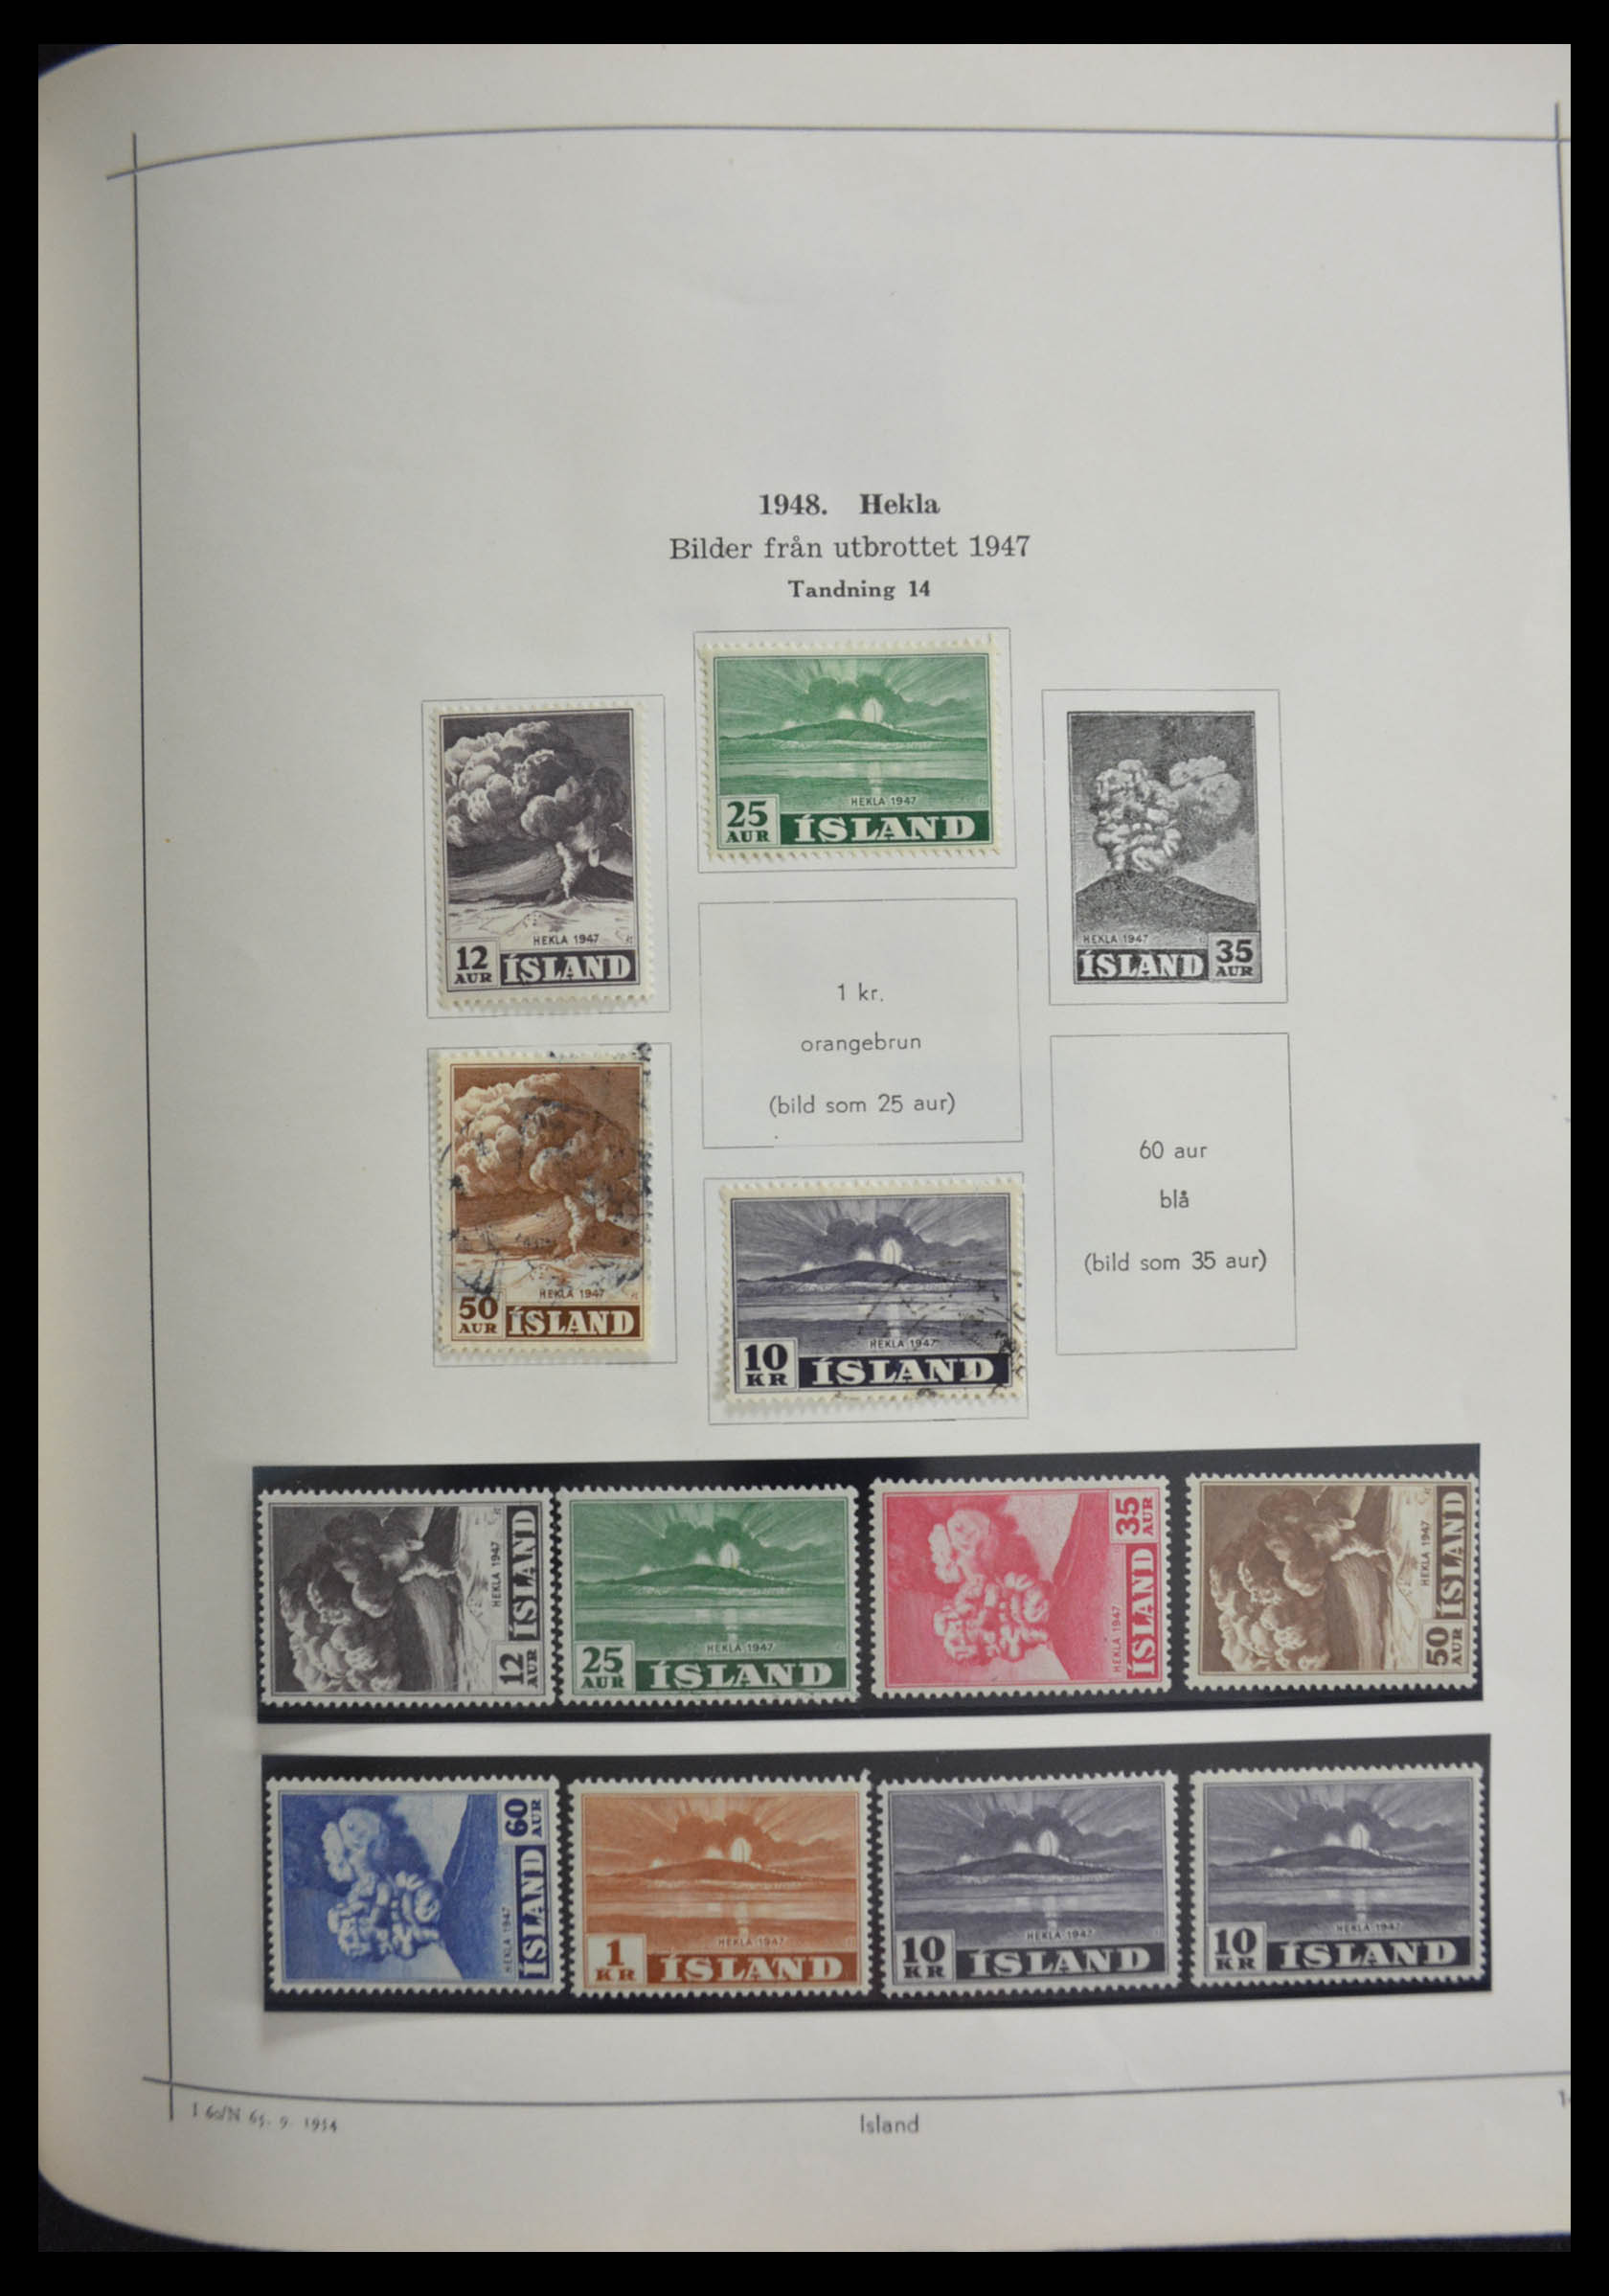 1948. Hekla
Bilder från utbrottet 1947
Tandning 14
HEKLA 1947
25 AUR ÍSLAND
HEKLA 1947
12 AUR ÍSLAND
HEKLA 1947
ÍSLAND 35 AUR
1 kr.
orangebrun
(bild som 25 aur)
HEKLA 1947
50 AUR ÍSLAND
60 aur
blå
(bild som 35 aur)
HEKLA 1947
10 KR ÍSLAND
HEKLA 1947
12 AUR ÍSLAND
HEKLA 1947
25 AUR ÍSLAND
HEKLA 1947
ÍSLAND 35 AUR
HEKLA 1947
50 AUR ÍSLAND
HEKLA 1947
ÍSLAND 60 AUR
HEKLA 1947
1 KR ÍSLAND
HEKLA 1947
10 KR ÍSLAND
HEKLA 1947
10 KR ÍSLAND
I 60/N 65. 9. 1954
Island